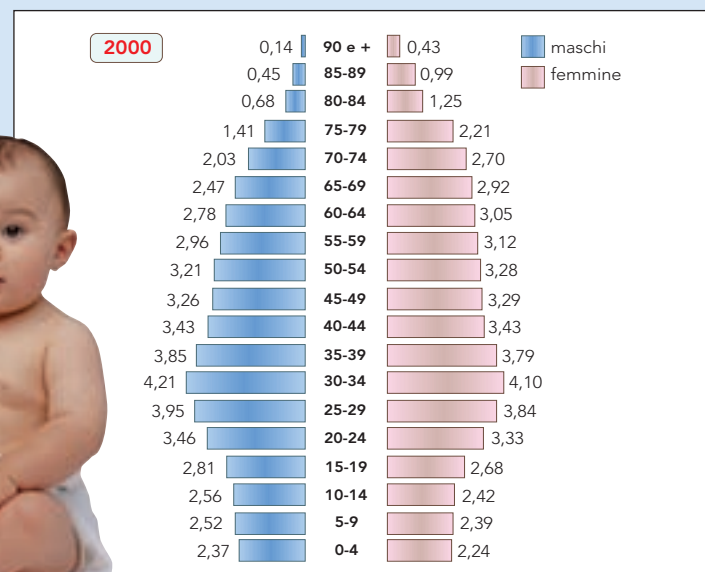 2000
maschi
femmine
0,14 90 e + 0,43
0,45 85-89 0,99
0,68 80-84 1,25
1,41 75-79 2,21
2,03 70-74 2,70
2,47 65-69 2,92
2,78 60-64 3,05
2,96 55-59 3,12
3,21 50-54 3,28
3,26 45-49 3,29
3,43 40-44 3,43
3,85 35-39 3,79
4,21 30-34 4,10
3,95 25-29 3,84
3,46 20-24 3,33
2,81 15-19 2,68
2,56 10-14 2,42
2,52 5-9 2,39
2,37 0-4 2,24